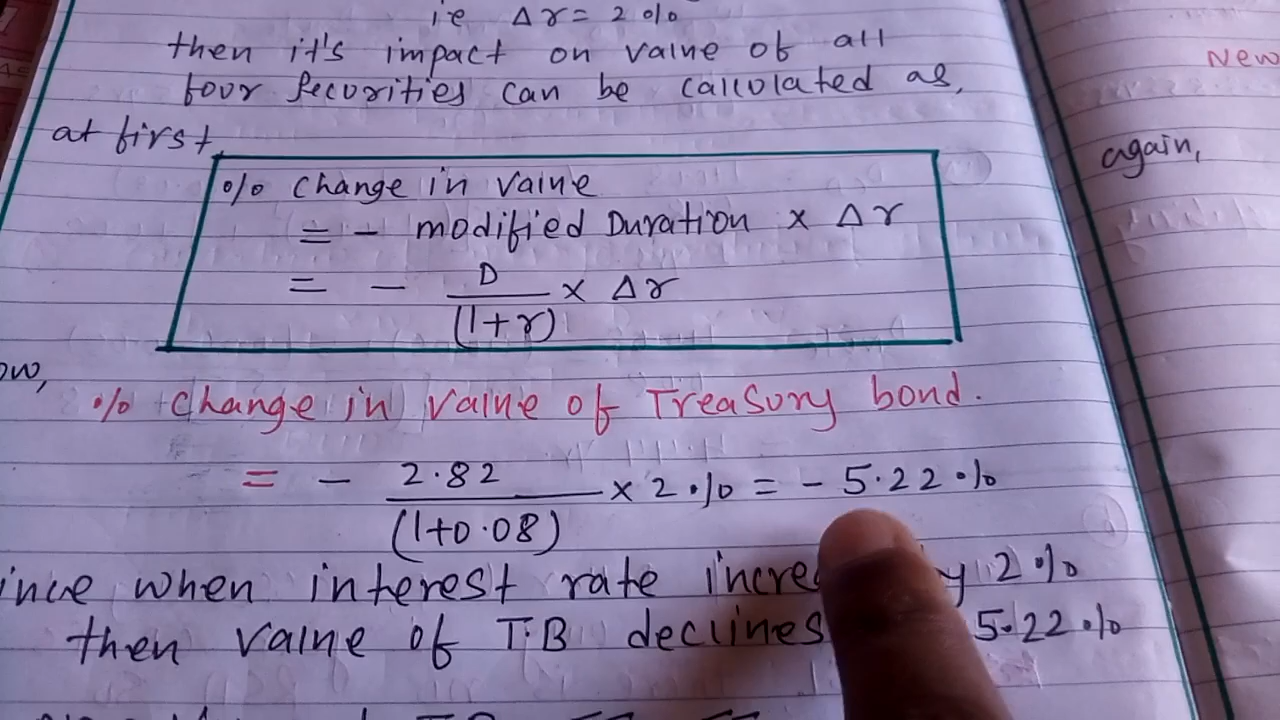 ie Δr = 2%
then it's impact on value of all
four securities can be calculated as,
at first,
% change in value
= - modified Duration × Δr
= - D/(1+r) × Δr
% change in value of Treasury bond.
= - 2.82/(1+0.08) × 2% = - 5.22%
when interest rate 2%
then value of T.B declines 5.22%
New
again,